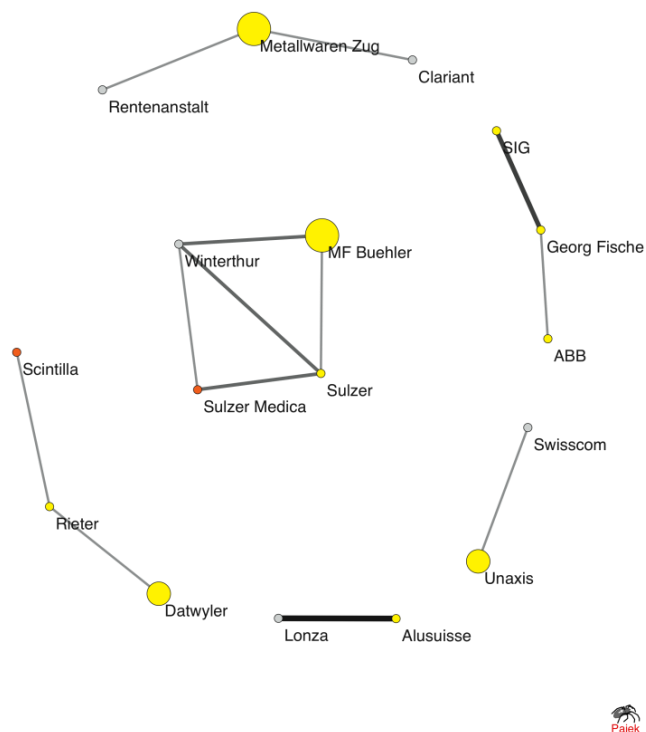 Metallwaren Zug
Clariant
Rentenanstalt
SIG
Georg Fische
MF Buehler
Winterthur
ABB
Scintilla
Sulzer
Sulzer Medica
Swisscom
Rieter
Unaxis
Datwyler
Lonza
Alusuisse
Pajek